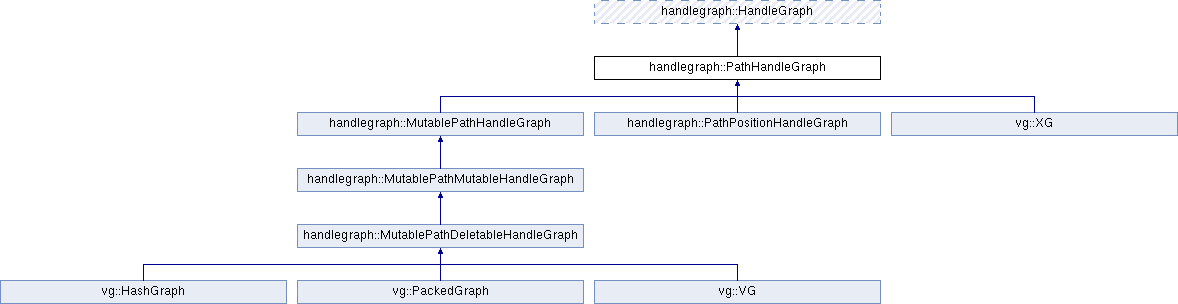 handlegraph::HandleGraph
handlegraph::PathHandleGraph
handlegraph::MutablePathHandleGraph
handlegraph::PathPositionHandleGraph
vg::XG
handlegraph::MutablePathMutableHandleGraph
handlegraph::MutablePathDeletableHandleGraph
vg::HashGraph
vg::PackedGraph
vg::VG